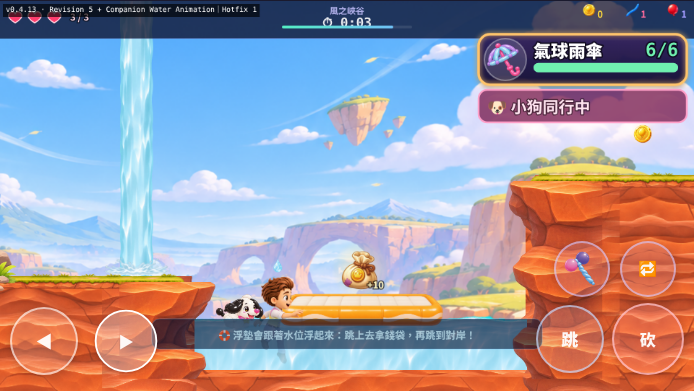 v0.4.13 · Revision 5 + Companion Water Animation | Hotfix 1
3/3
風之峽谷
⏱ 0:03
0
1
1
氣球雨傘
6/6
小狗同行中
+10
浮墊會跟著水位浮起來：跳上去拿錢袋，再跳到對岸！
跳
砍